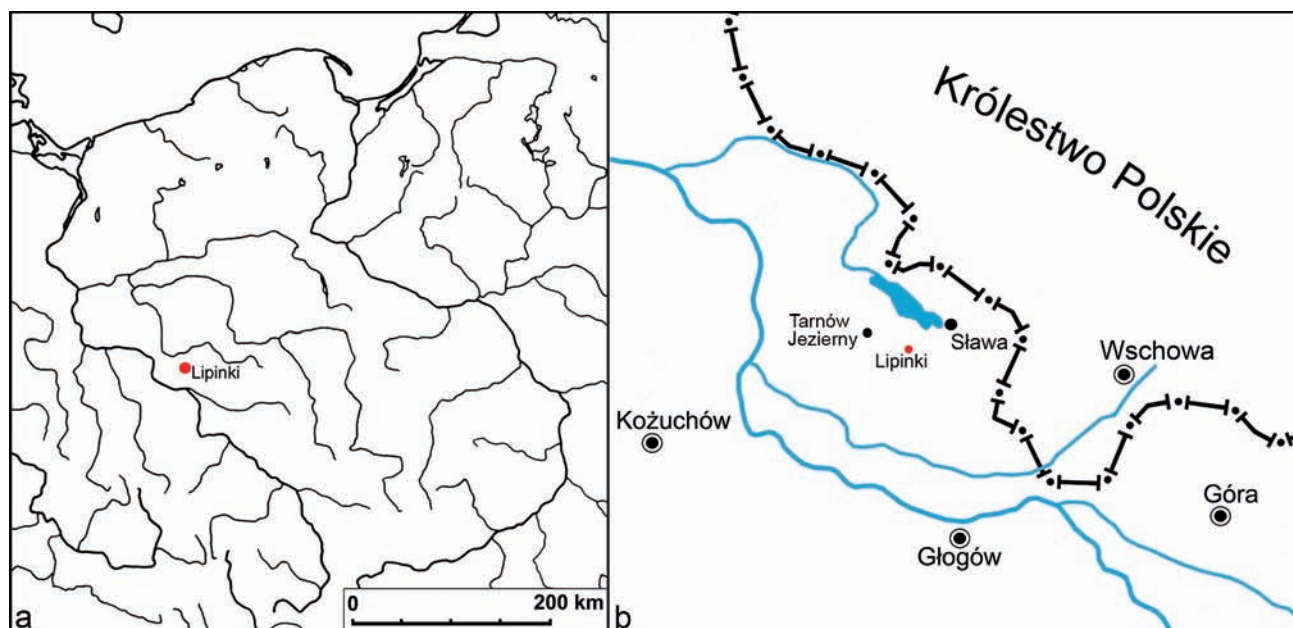 Lipinki
0
200 km
a
Królestwo Polskie
Tarnów
Jezierny
Lipinki
Sława
Wschowa
Kożuchów
Góra
Głogów
b